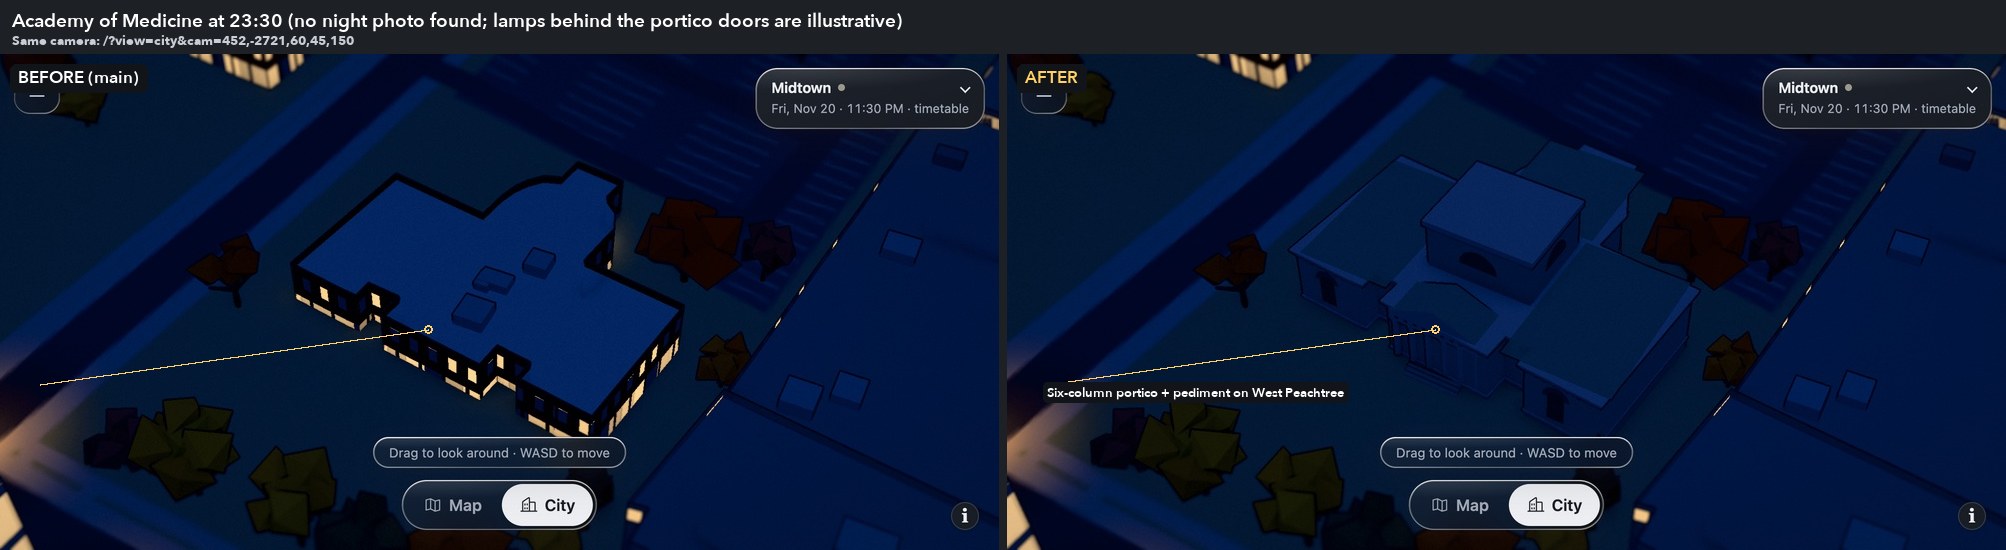 Academy of Medicine at 23:30 (no night photo found; lamps behind the portico doors are illustrative)
Same camera: /?view=city&cam=452,-2721,60,45,150
BEFORE (main)
Midtown
Fri, Nov 20 · 11:30 PM · timetable
Drag to look around · WASD to move
Map
City
i
AFTER
Midtown
Fri, Nov 20 · 11:30 PM · timetable
Six-column portico + pediment on West Peachtree
Drag to look around · WASD to move
Map
City
i